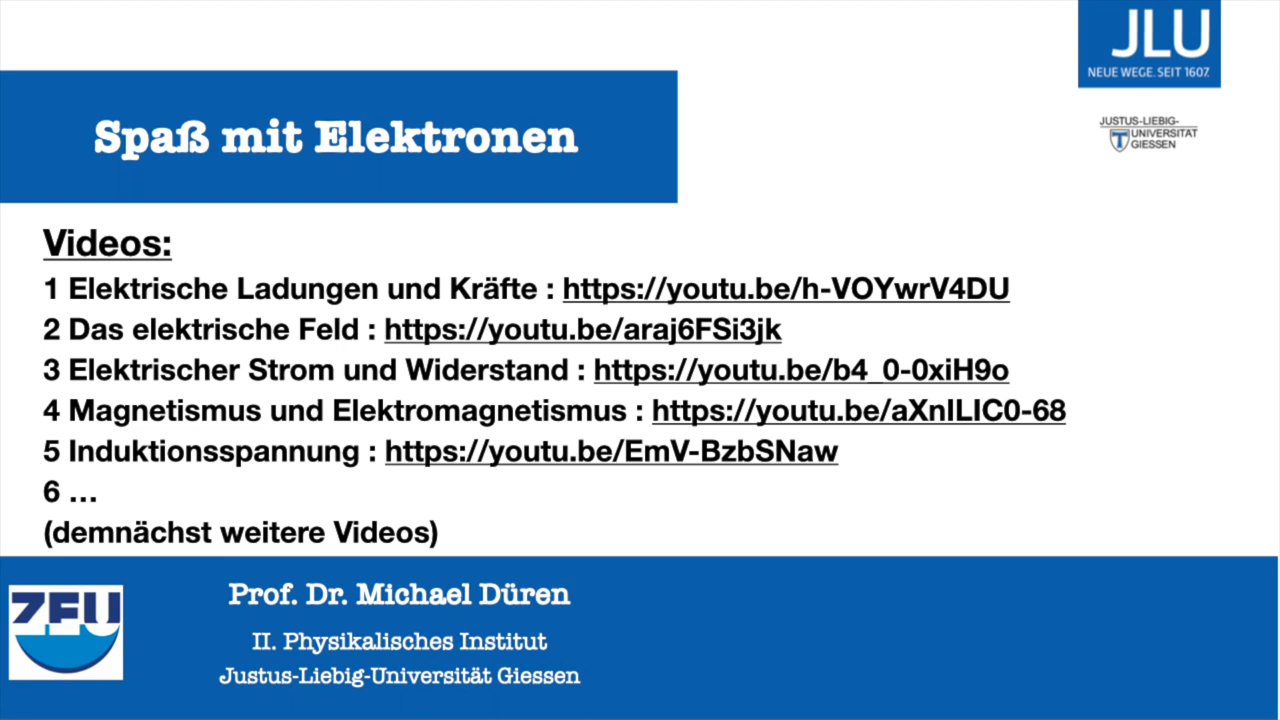 JLU
NEUE WEGE. SEIT 1607.
JUSTUS-LIEBIG-
UNIVERSITAT
GIESSEN
Spaß mit Elektronen
Videos:
1 Elektrische Ladungen und Kräfte : https://youtu.be/h-VOYwrV4DU
2 Das elektrische Feld : https://youtu.be/araj6FSi3jk
3 Elektrischer Strom und Widerstand : https://youtu.be/b4_0-0xiH9o
4 Magnetismus und Elektromagnetismus : https://youtu.be/aXnILIC0-68
5 Induktionsspannung : https://youtu.be/EmV-BzbSNaw
6 …
(demnächst weitere Videos)
ZFU
Prof. Dr. Michael Düren
II. Physikalisches Institut
Justus-Liebig-Universität Giessen